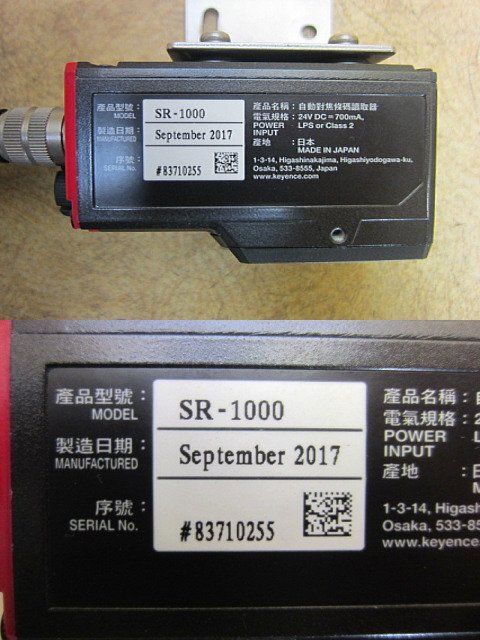 產品型號:
MODEL
SR-1000
製造日期:
MANUFACTURED
September 2017
序號:
SERIAL No.
#83710255
產品名稱:自動對焦條碼讀取器
電氣規格:24V DC⎓700mA,
POWER LPS or Class 2
INPUT
產地 :日本
MADE IN JAPAN
1-3-14, Higashinakajima, Higashiyodogawa-ku,
Osaka, 533-8555, Japan
www.keyence.com
產品型號:
MODEL
SR-1000
製造日期:
MANUFACTURED
September 2017
序號:
SERIAL No.
#83710255
產品名稱:自
電氣規格:2
POWER L
INPUT
產地 :日
M
1-3-14, Higash
Osaka, 533-85
www.keyence.